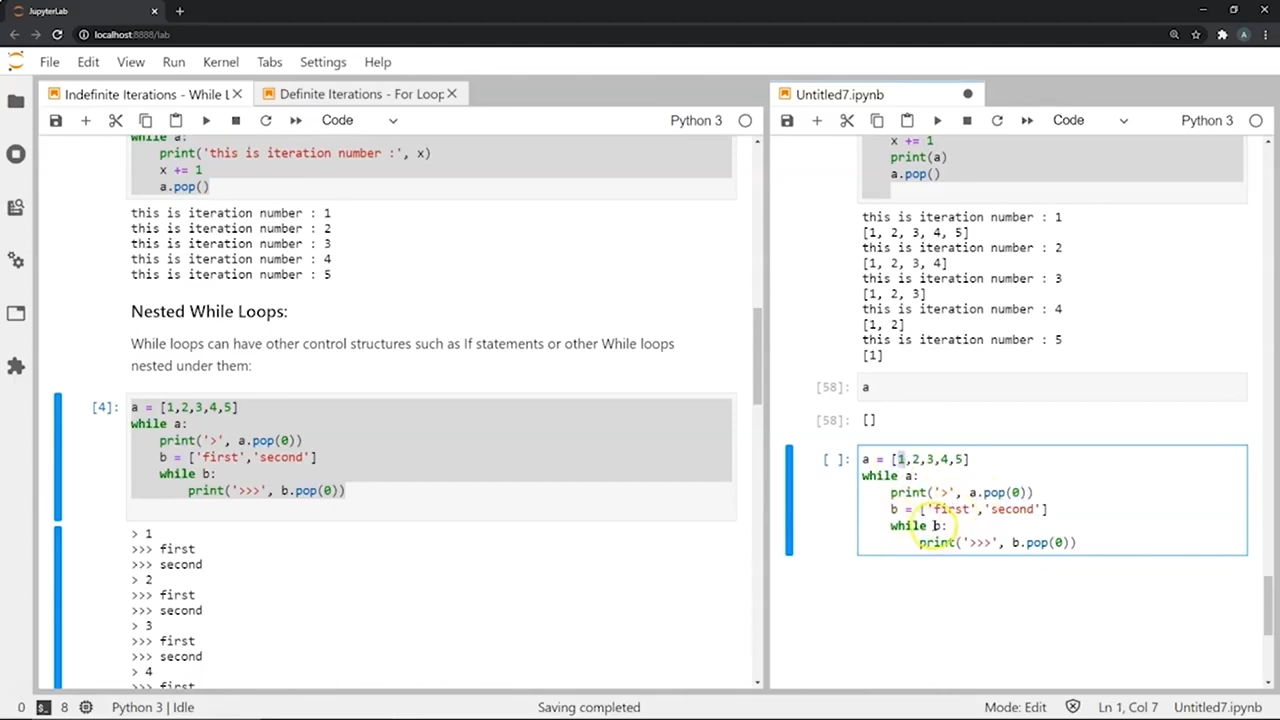 JupyterLab
localhost:8888/lab
A
File Edit View Run Kernel Tabs Settings Help
Indefinite Iterations - While L
Definite Iterations - For Loop
Code
Python 3
while a:
print('this is iteration number :', x)
x += 1
a.pop()
this is iteration number : 1
this is iteration number : 2
this is iteration number : 3
this is iteration number : 4
this is iteration number : 5
Nested While Loops:
While loops can have other control structures such as If statements or other While loops
nested under them:
[4]:
a = [1,2,3,4,5]
while a:
print('>', a.pop(0))
b = ['first','second']
while b:
print('>>>', b.pop(0))
> 1
>>> first
>>> second
> 2
>>> first
>>> second
> 3
>>> first
>>> second
> 4
>>> first
Untitled7.ipynb
Code
Python 3
x += 1
print(a)
a.pop()
this is iteration number : 1
[1, 2, 3, 4, 5]
this is iteration number : 2
[1, 2, 3, 4]
this is iteration number : 3
[1, 2, 3]
this is iteration number : 4
[1, 2]
this is iteration number : 5
[1]
[58]: a
[58]: []
[ ]:
a = [1,2,3,4,5]
while a:
print('>', a.pop(0))
b = ['first','second']
while b:
print('>>>', b.pop(0))
0 8 Python 3 | Idle Saving completed Mode: Edit Ln 1, Col 7 Untitled7.ipynb